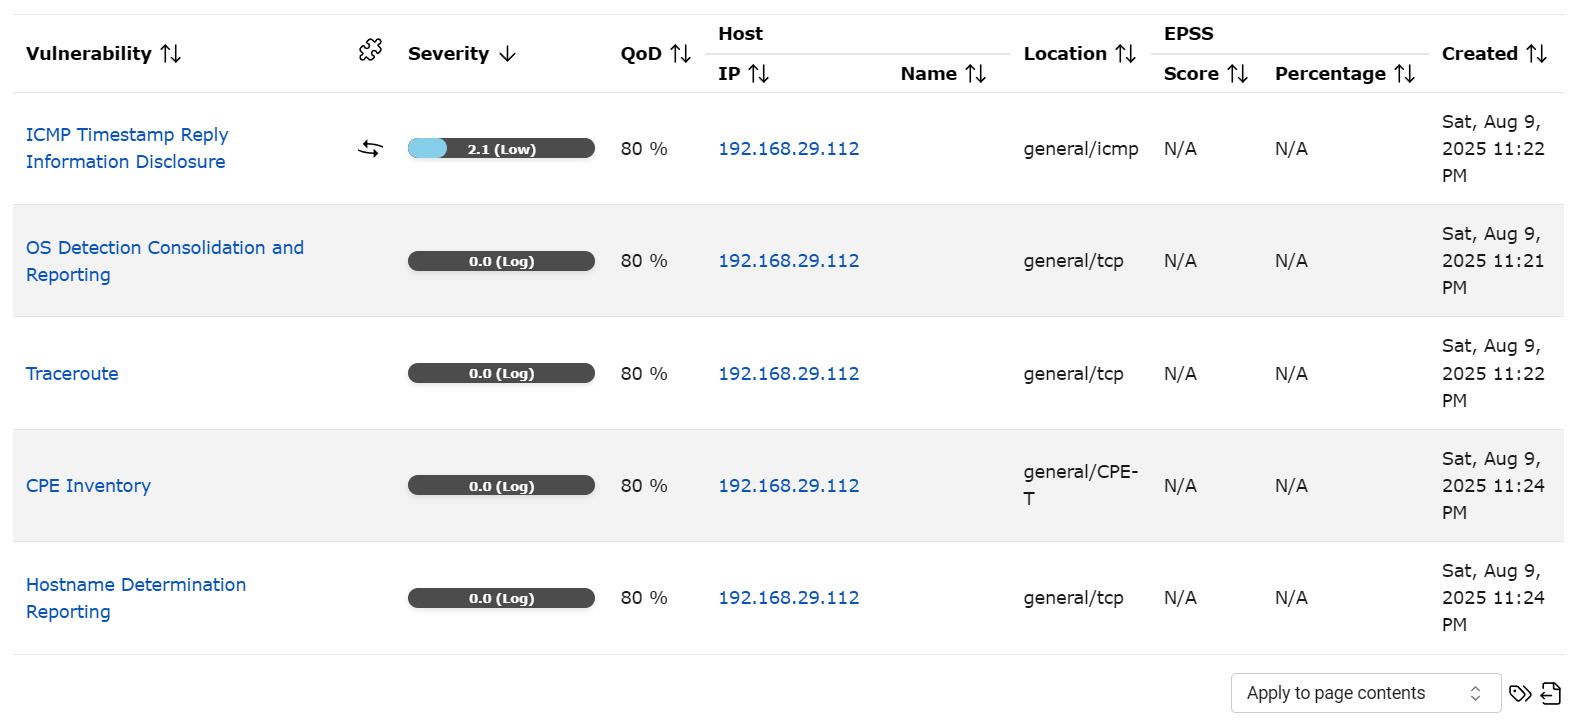 Vulnerability
Severity
QoD
Host
IP
Name
Location
EPSS
Score
Percentage
Created
ICMP Timestamp Reply
Information Disclosure
2.1 (Low)
80 %
192.168.29.112
general/icmp
N/A
N/A
Sat, Aug 9,
2025 11:22
PM
OS Detection Consolidation and
Reporting
0.0 (Log)
80 %
192.168.29.112
general/tcp
N/A
N/A
Sat, Aug 9,
2025 11:21
PM
Traceroute
0.0 (Log)
80 %
192.168.29.112
general/tcp
N/A
N/A
Sat, Aug 9,
2025 11:22
PM
CPE Inventory
0.0 (Log)
80 %
192.168.29.112
general/CPE-
T
N/A
N/A
Sat, Aug 9,
2025 11:24
PM
Hostname Determination
Reporting
0.0 (Log)
80 %
192.168.29.112
general/tcp
N/A
N/A
Sat, Aug 9,
2025 11:24
PM
Apply to page contents